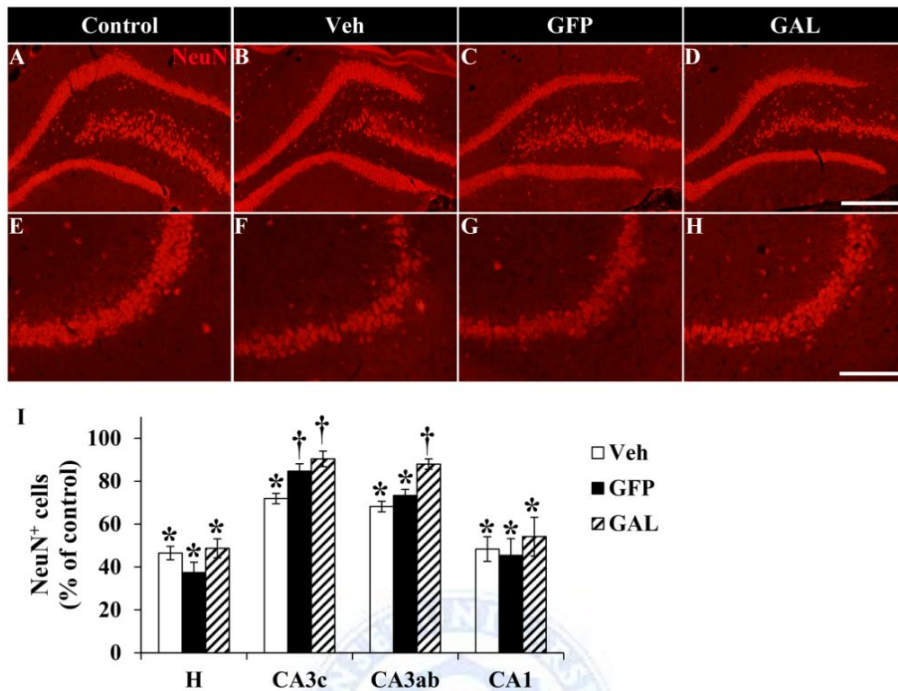 Control Veh GFP GAL
A NeuN B C D
E F G H
I
NeuN⁺ cells
(% of control)
100
80
60
40
20
0
* * *
* † †
* * †
* * *
H CA3c CA3ab CA1
Veh
GFP
GAL